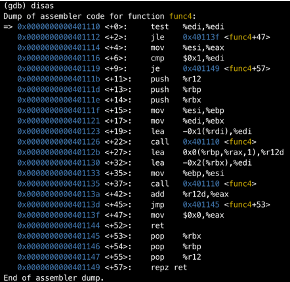 (gdb) disas
Dump of assembler code for function func4:
=> 0x0000000000401110 <+0>: test %edi,%edi
0x0000000000401112 <+2>: jle 0x40113f <func4+47>
0x0000000000401114 <+4>: mov %esi,%eax
0x0000000000401116 <+6>: cmp $0x1,%edi
0x0000000000401119 <+9>: je 0x401149 <func4+57>
0x000000000040111b <+11>: push %r12
0x000000000040111d <+13>: push %rbp
0x000000000040111e <+14>: push %rbx
0x000000000040111f <+15>: mov %esi,%ebp
0x0000000000401121 <+17>: mov %edi,%ebx
0x0000000000401123 <+19>: lea -0x1(%rdi),%edi
0x0000000000401126 <+22>: call 0x401110 <func4>
0x000000000040112b <+27>: lea 0x0(%rbp,%rax,1),%r12d
0x0000000000401130 <+32>: lea -0x2(%rbx),%edi
0x0000000000401133 <+35>: mov %ebp,%esi
0x0000000000401135 <+37>: call 0x401110 <func4>
0x000000000040113a <+42>: add %r12d,%eax
0x000000000040113d <+45>: jmp 0x401145 <func4+53>
0x000000000040113f <+47>: mov $0x0,%eax
0x0000000000401144 <+52>: ret
0x0000000000401145 <+53>: pop %rbx
0x0000000000401146 <+54>: pop %rbp
0x0000000000401147 <+55>: pop %r12
0x0000000000401149 <+57>: repz ret
End of assembler dump.